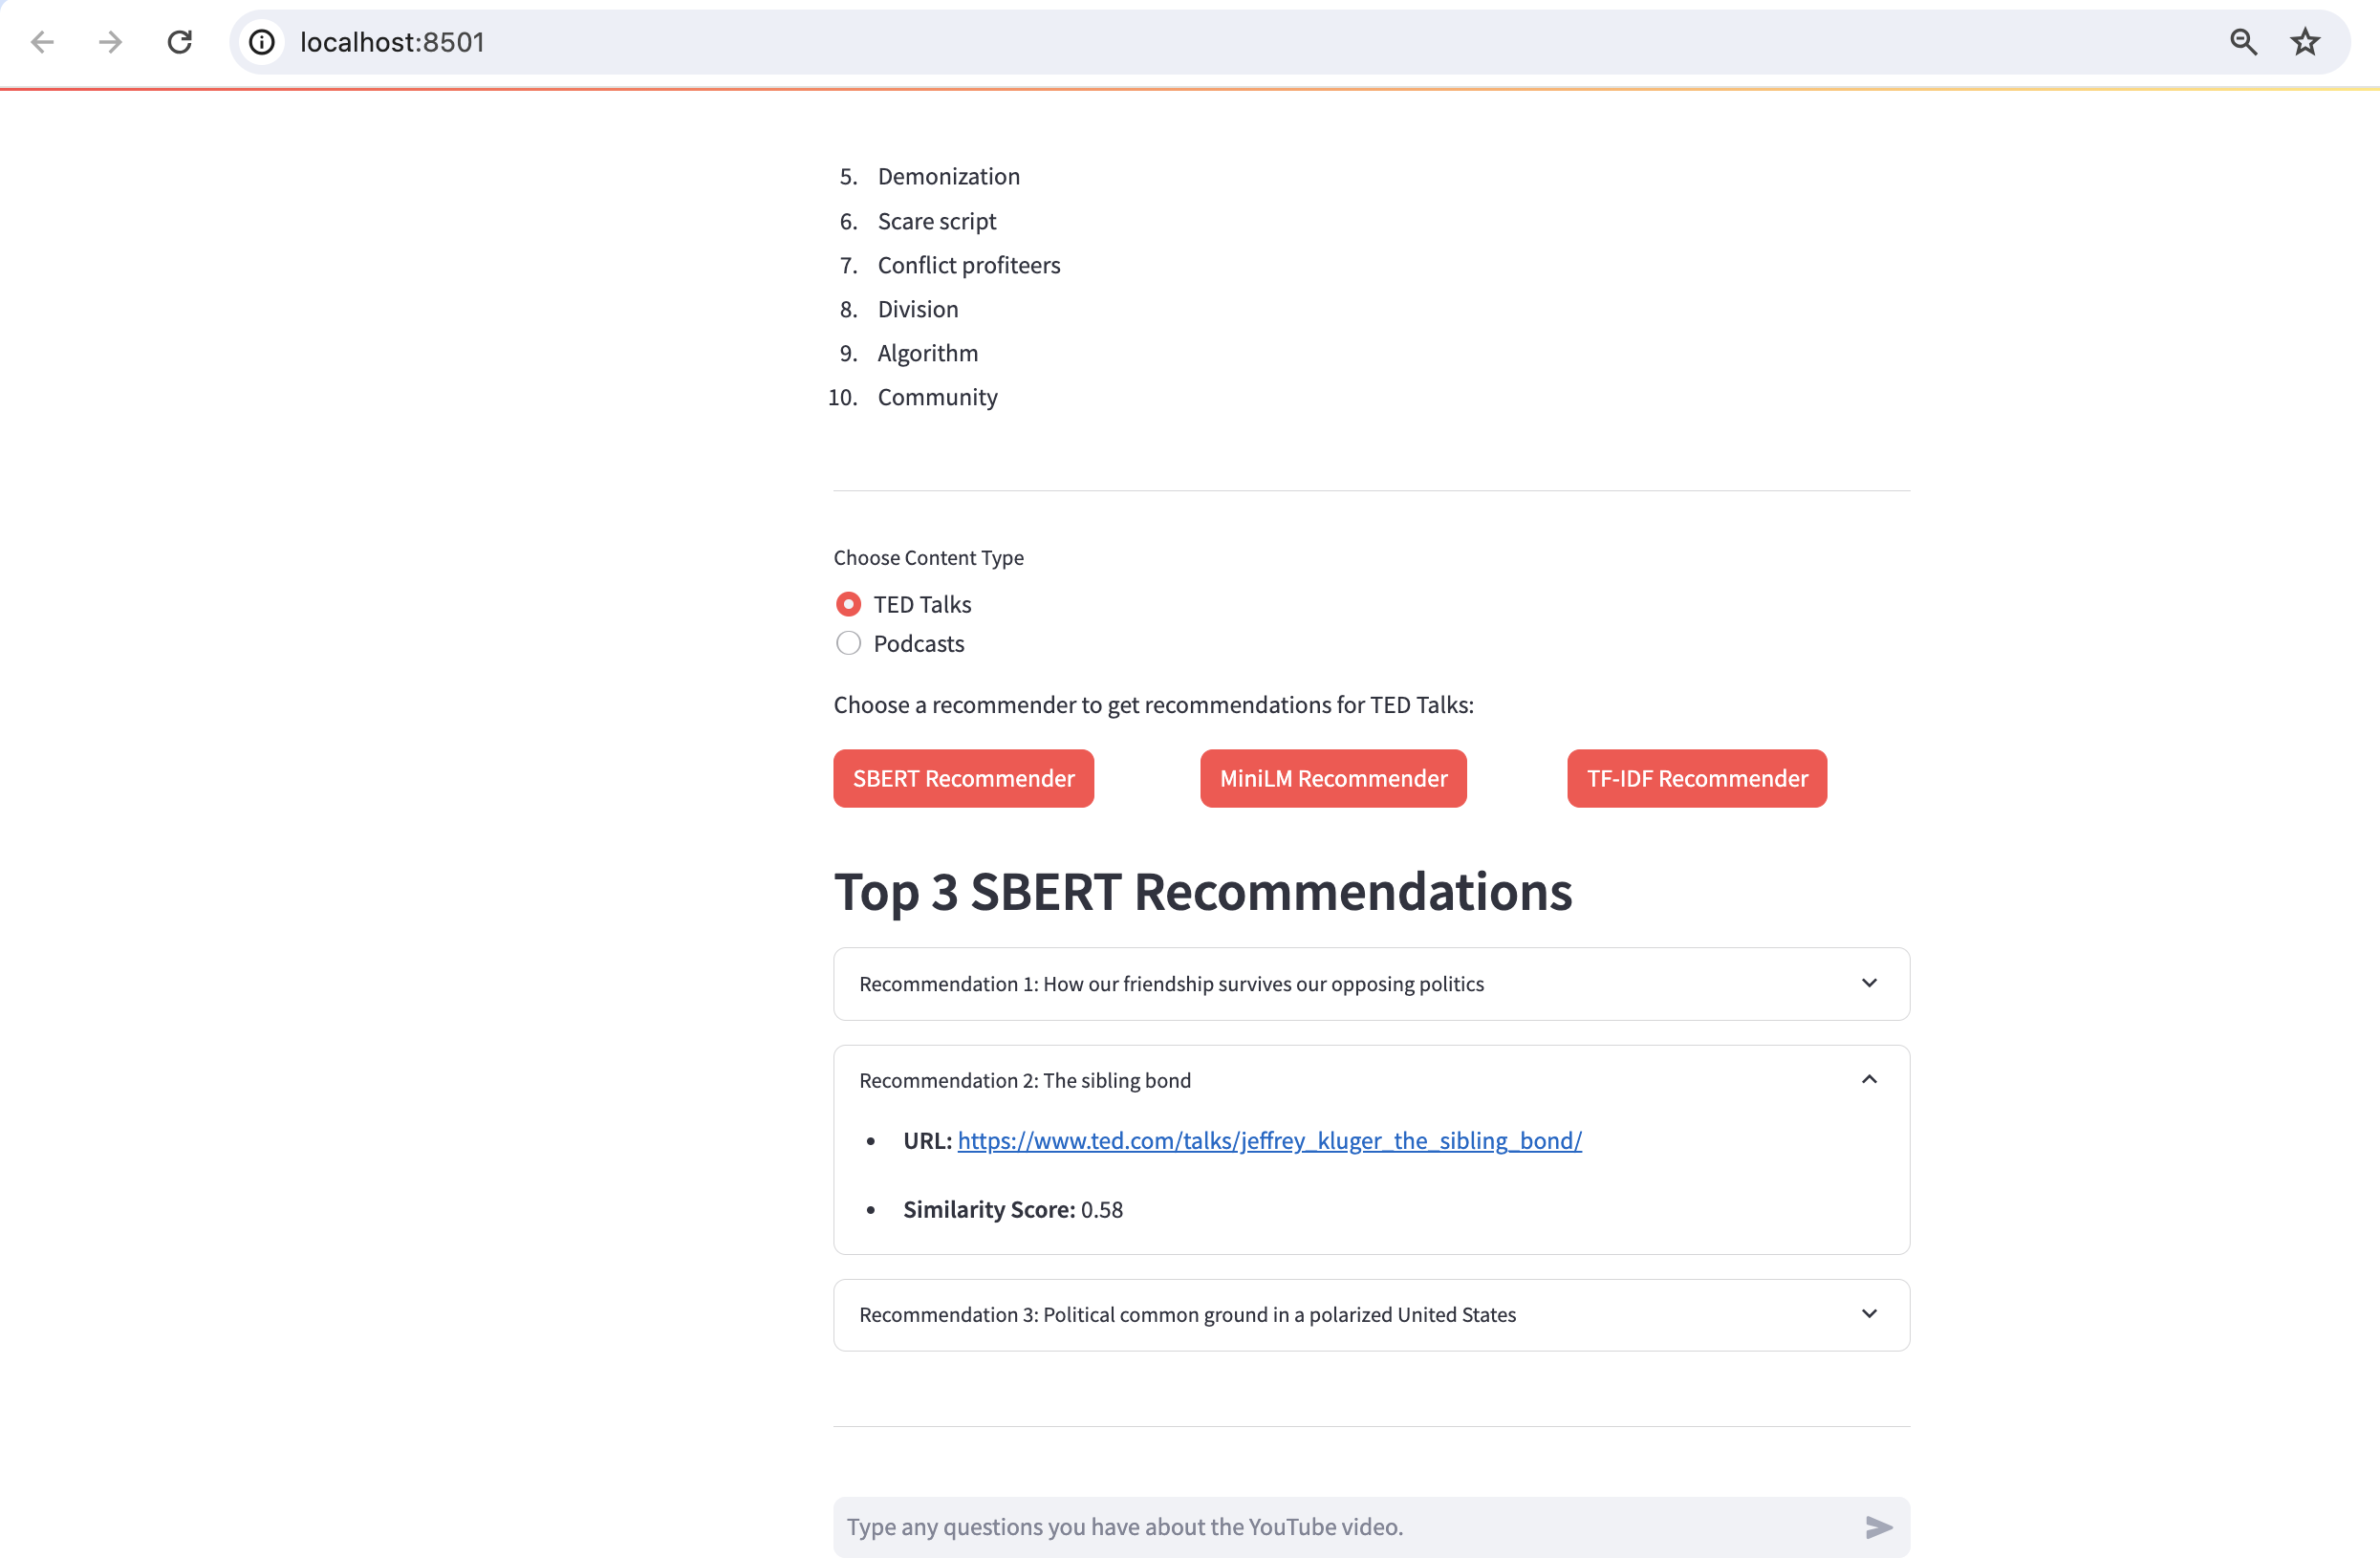 localhost:8501
5. Demonization
6. Scare script
7. Conflict profiteers
8. Division
9. Algorithm
10. Community
Choose Content Type
TED Talks
Podcasts
Choose a recommender to get recommendations for TED Talks:
SBERT Recommender MiniLM Recommender TF-IDF Recommender
Top 3 SBERT Recommendations
Recommendation 1: How our friendship survives our opposing politics
Recommendation 2: The sibling bond
• URL: https://www.ted.com/talks/jeffrey_kluger_the_sibling_bond/
• Similarity Score: 0.58
Recommendation 3: Political common ground in a polarized United States
Type any questions you have about the YouTube video.